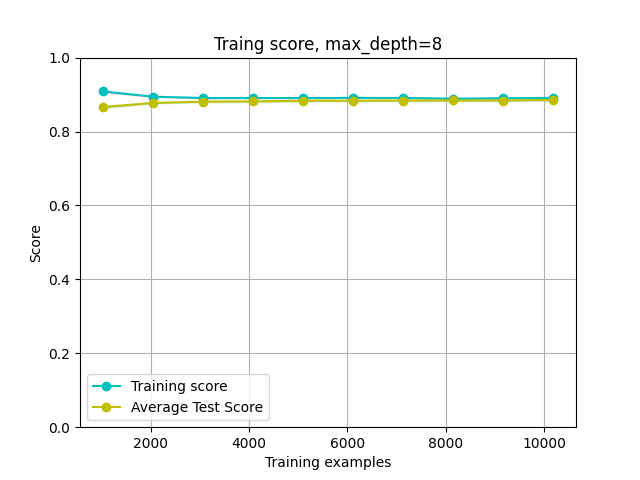 Traing score, max_depth=8
1.0
0.8
0.6
0.4
0.2
0.0
Score
Training score
Average Test Score
2000 4000 6000 8000 10000
Training examples